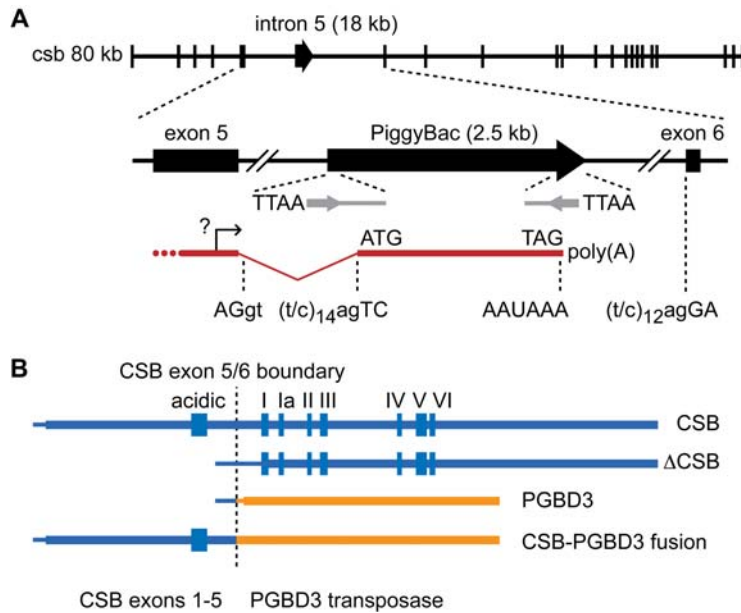 A
intron 5 (18 kb)
csb 80 kb
exon 5 PiggyBac (2.5 kb) exon 6
TTAA TTAA
? ATG TAG poly(A)
AGgt (t/c)14agTC AAUAAA (t/c)12agGA
B
CSB exon 5/6 boundary
acidic I Ia II III IV V VI
CSB
ΔCSB
PGBD3
CSB-PGBD3 fusion
CSB exons 1-5 PGBD3 transposase